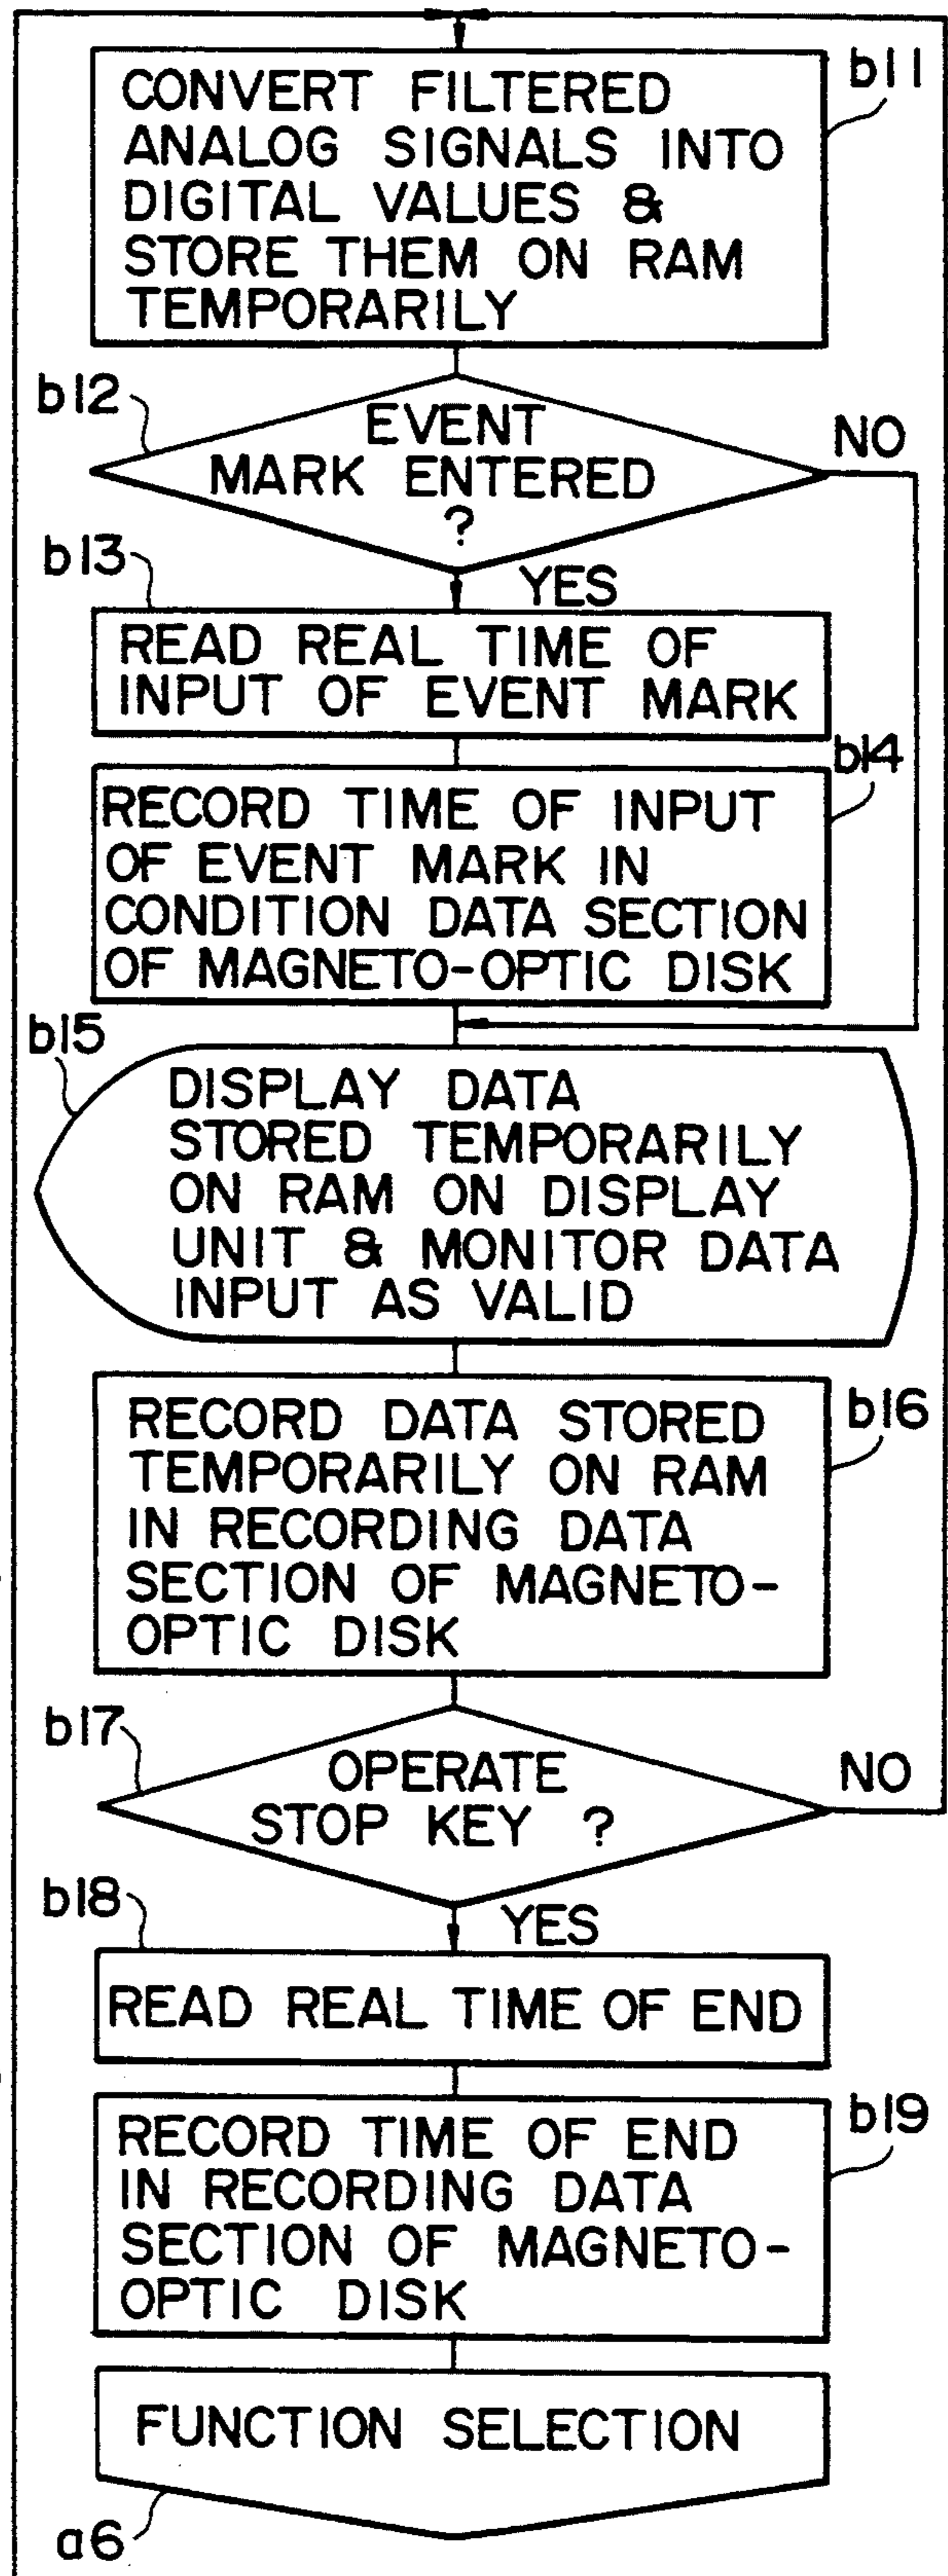 b11
CONVERT FILTERED
ANALOG SIGNALS INTO
DIGITAL VALUES &
STORE THEM ON RAM
TEMPORARILY
b12
EVENT
MARK ENTERED
?
NO
YES
b13
READ REAL TIME OF
INPUT OF EVENT MARK
b14
RECORD TIME OF INPUT
OF EVENT MARK IN
CONDITION DATA SECTION
OF MAGNETO-OPTIC DISK
b15
DISPLAY DATA
STORED TEMPORARILY
ON RAM ON DISPLAY
UNIT & MONITOR DATA
INPUT AS VALID
b16
RECORD DATA STORED
TEMPORARILY ON RAM
IN RECORDING DATA
SECTION OF MAGNETO-
OPTIC DISK
b17
OPERATE
STOP KEY ?
NO
YES
b18
READ REAL TIME OF END
b19
RECORD TIME OF END
IN RECORDING DATA
SECTION OF MAGNETO-
OPTIC DISK
FUNCTION SELECTION
a6